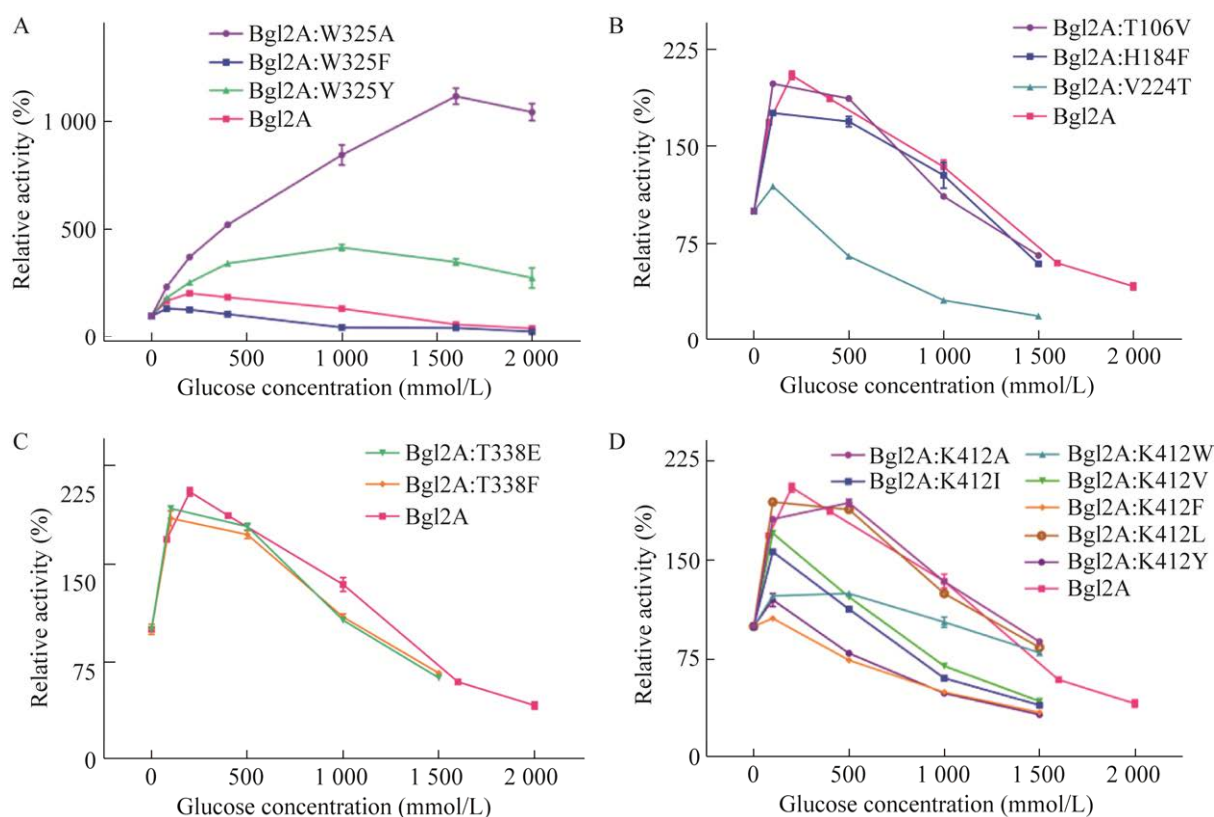 A
Bgl2A:W325A
Bgl2A:W325F
Bgl2A:W325Y
Bgl2A
Relative activity (%)
1 000
500
0
0 500 1 000 1 500 2 000
Glucose concentration (mmol/L)
B
Bgl2A:T106V
Bgl2A:H184F
Bgl2A:V224T
Bgl2A
Relative activity (%)
225
150
75
0
0 500 1 000 1 500 2 000
Glucose concentration (mmol/L)
C
Bgl2A:T338E
Bgl2A:T338F
Bgl2A
Relative activity (%)
225
150
75
0
0 500 1 000 1 500 2 000
Glucose concentration (mmol/L)
D
Bgl2A:K412A
Bgl2A:K412I
Bgl2A:K412W
Bgl2A:K412V
Bgl2A:K412F
Bgl2A:K412L
Bgl2A:K412Y
Bgl2A
Relative activity (%)
225
150
75
0
0 500 1 000 1 500 2 000
Glucose concentration (mmol/L)